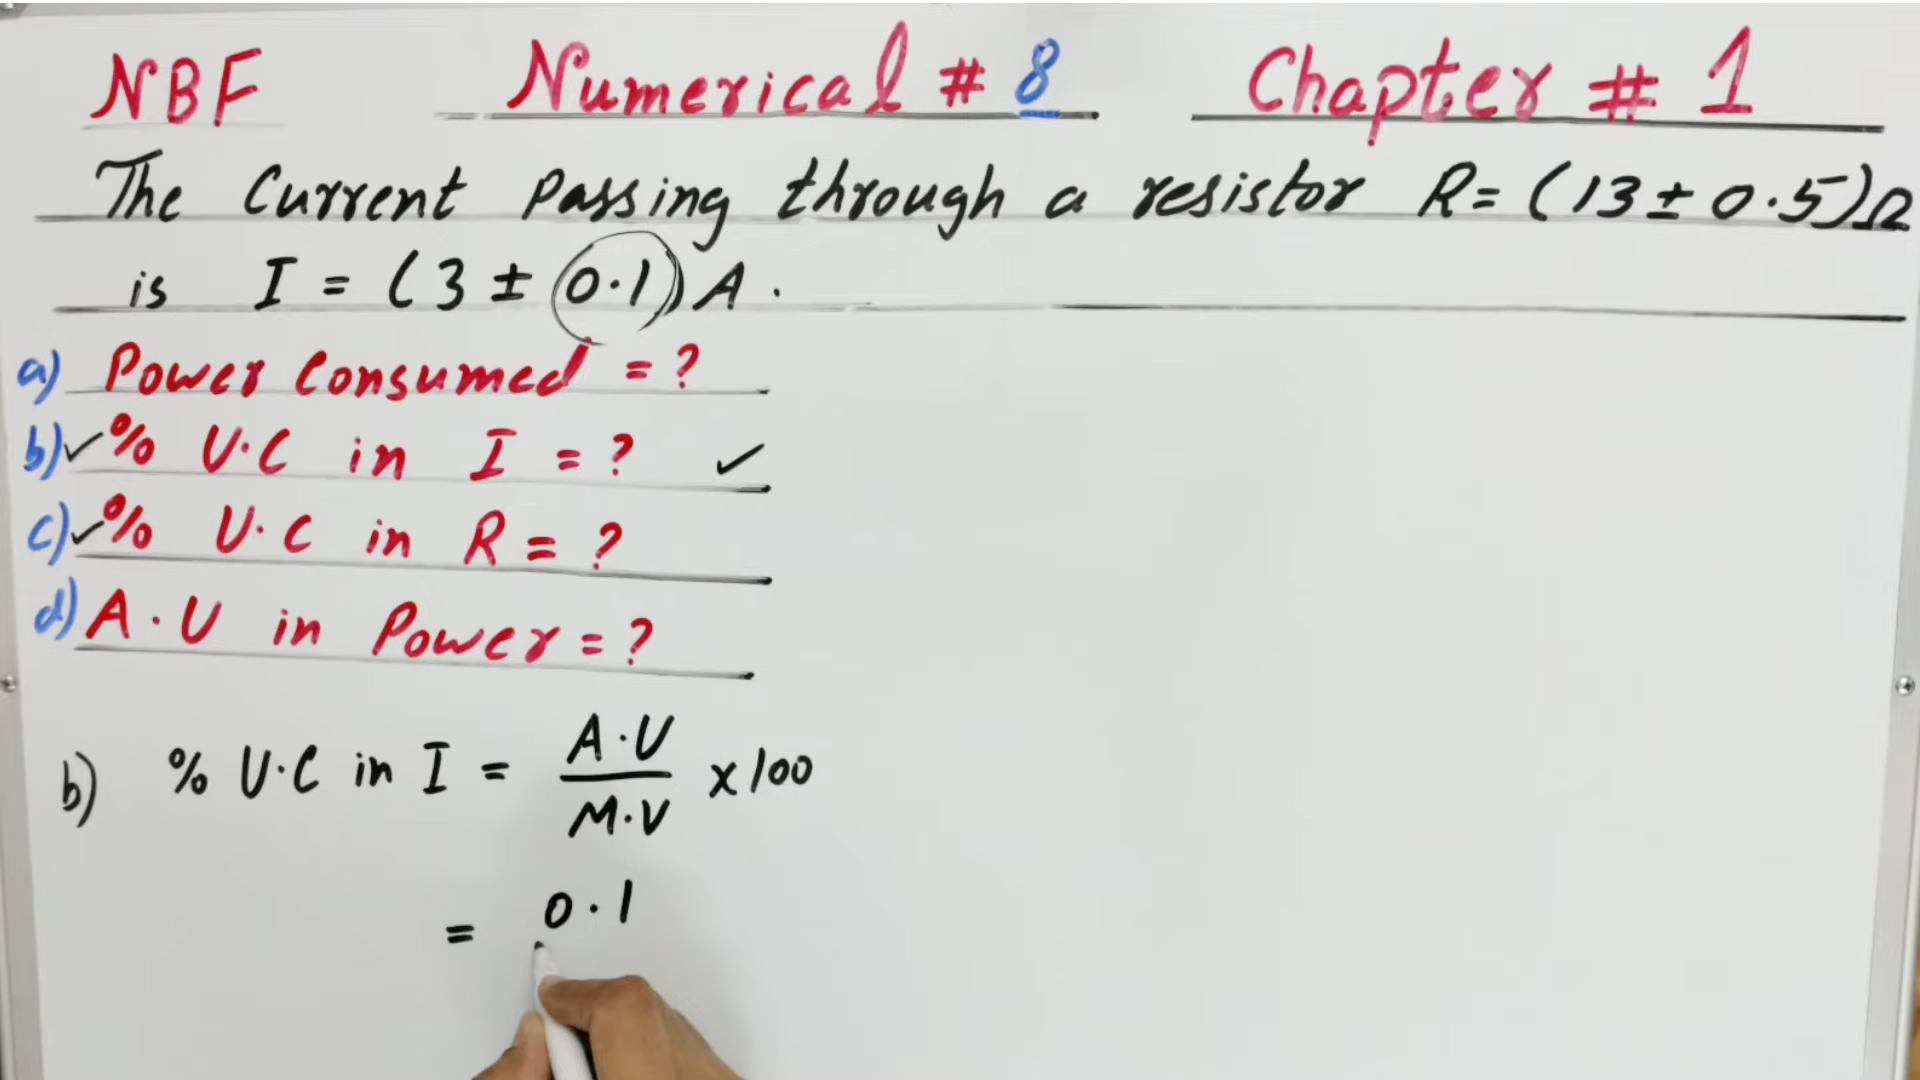 NBF Numerical # 8 Chapter # 1
The Current Passing through a resistor R = (13 ± 0.5)Ω
is I = (3 ± 0.1) A.
a) Power Consumed = ?
b) ✓ % U.C in I = ? ✓
c) ✓ % U.C in R = ?
d) A.U in Power = ?
b) % U.C in I = A.U / M.V x 100
= 0.1